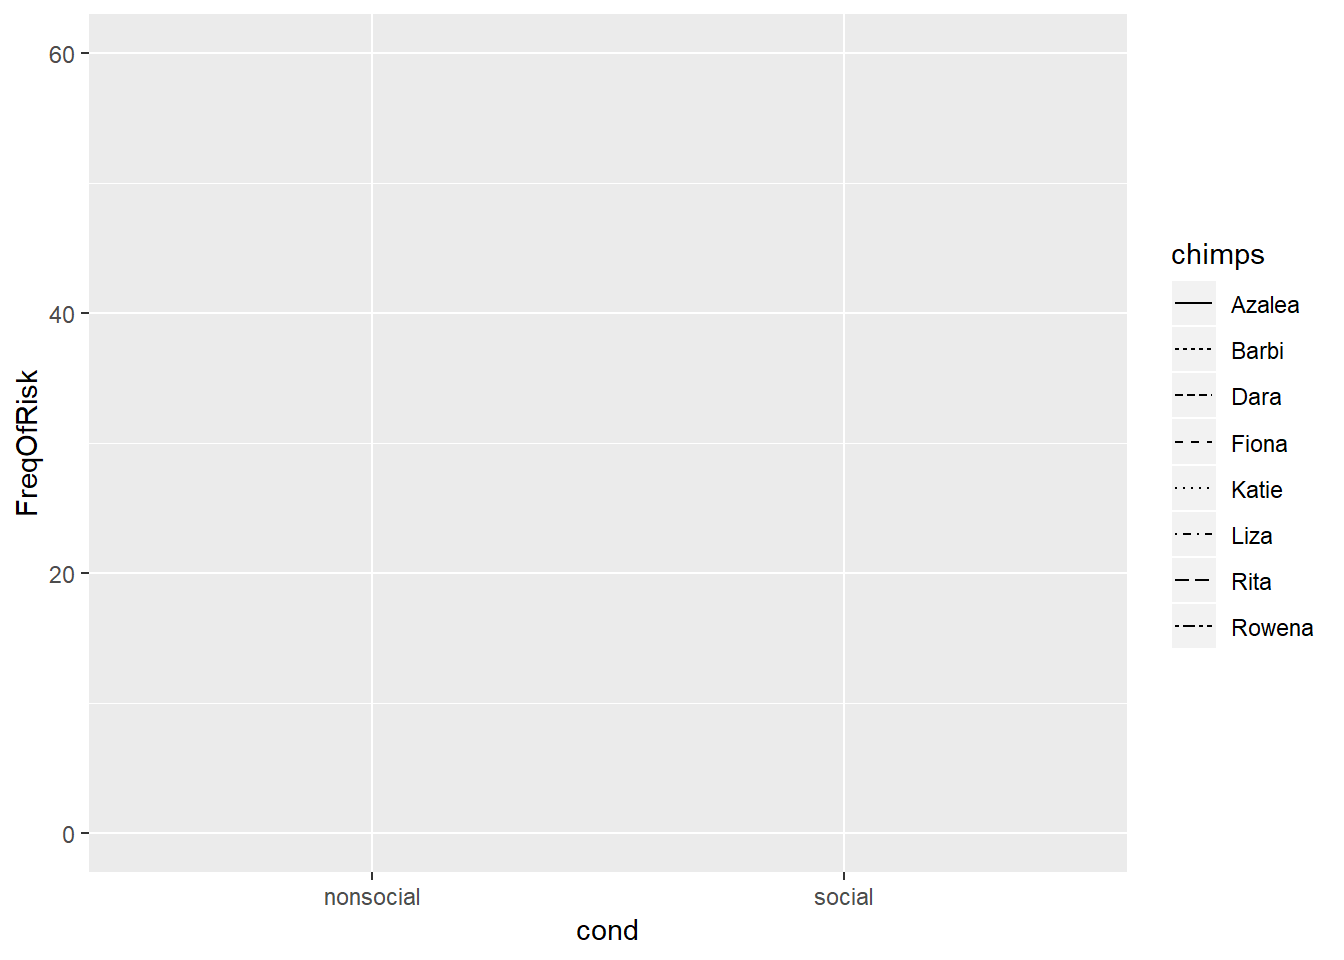 60
40
20
0
FreqOfRisk
nonsocial
social
cond
chimps
Azalea
Barbi
Dara
Fiona
Katie
Liza
Rita
Rowena